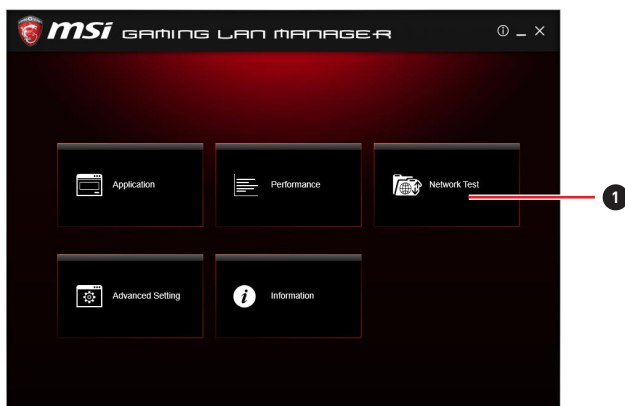 msi GAMING LAN MANAGER
Application
Performance
Network Test
1
Advanced Setting
Information